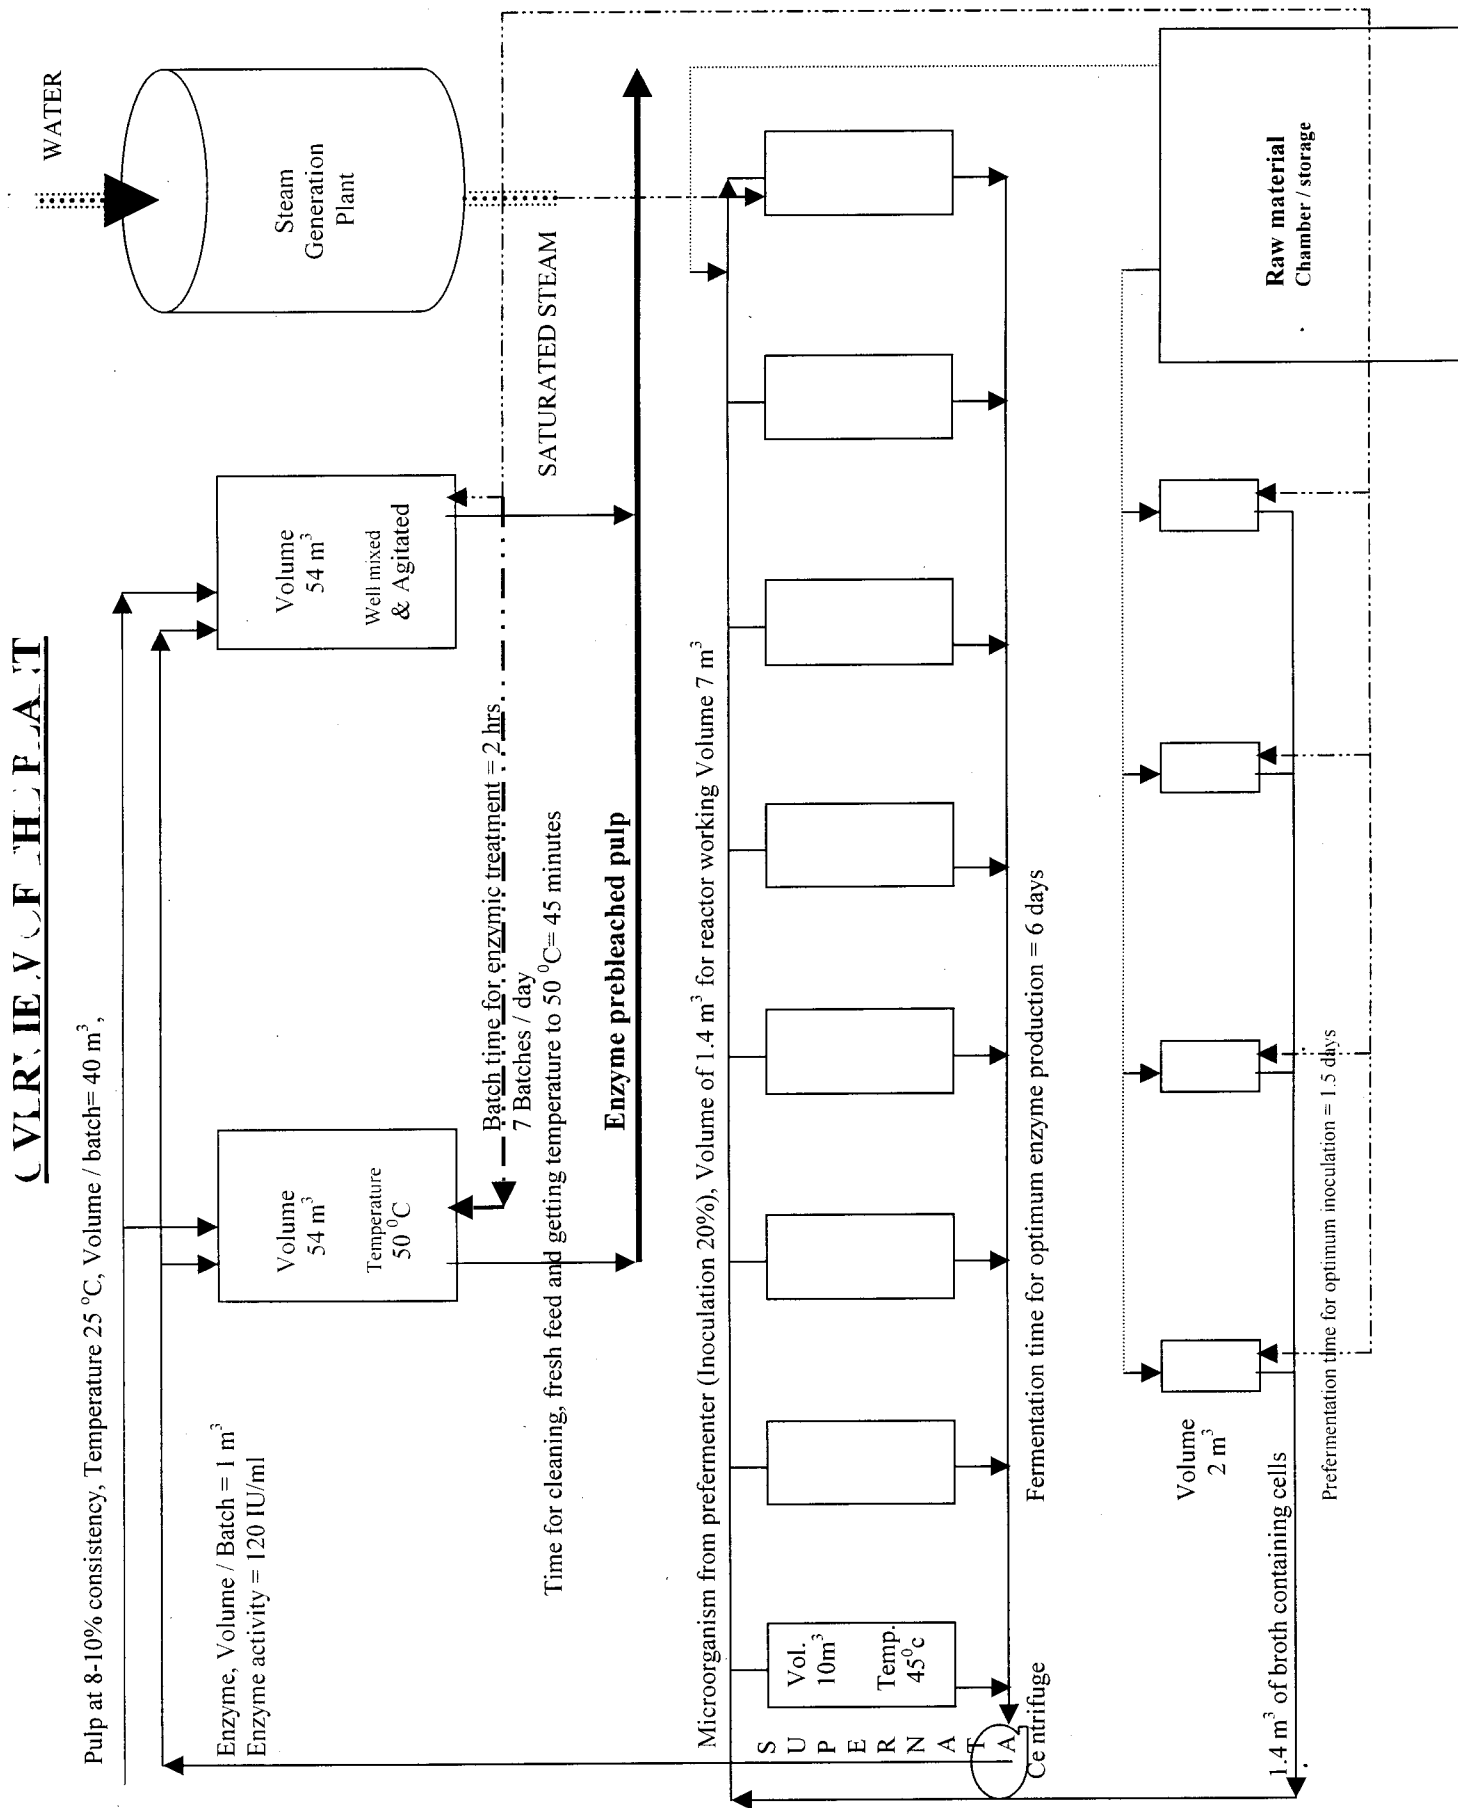 WATER
Steam
Generation
Plant
SATURATED STEAM
Pulp at 8-10% consistency, Temperature 25 ⁰C, Volume / batch= 40 m³,
Volume
54 m³
Well mixed
& Agitated
Volume
54 m³
Temperature
50 ⁰C
Enzyme, Volume / Batch = 1 m³
Enzyme activity = 120 IU/ml
Batch time for enzymic treatment = 2 hrs
7 Batches / day
Time for cleaning, fresh feed and getting temperature to 50 ⁰C= 45 minutes
Enzyme prebleached pulp
Microorganism from prefermenter (Inoculation 20%), Volume of 1.4 m³ for reactor working Volume 7 m³
Vol.
10m³
Temp.
45⁰c
S
U
P
E
R
N
A
T
A
Centrifuge
Fermentation time for optimum enzyme production = 6 days
Raw material
Chamber / storage
Volume
2 m³
Prefermentation time for optimum inoculation = 1.5 days
1.4 m³ of broth containing cells